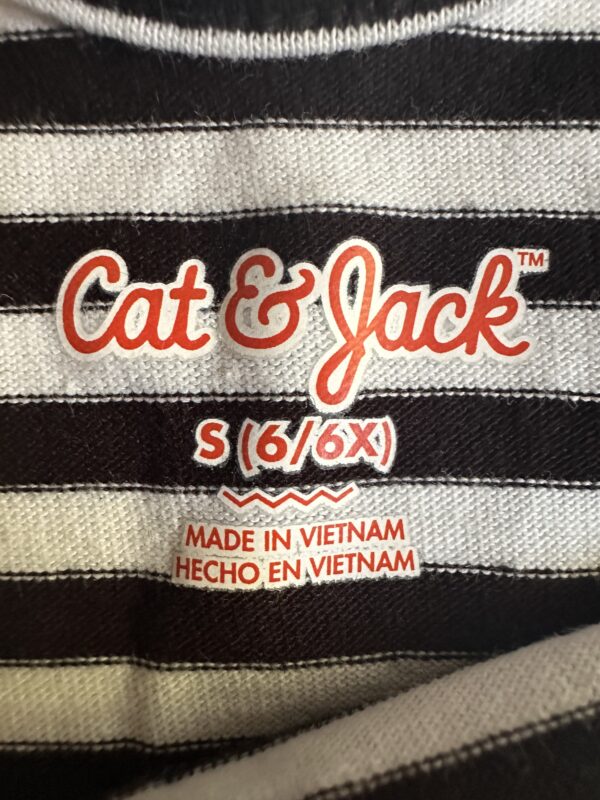 Cat & Jack™
S (6/6X)
MADE IN VIETNAM
HECHO EN VIETNAM